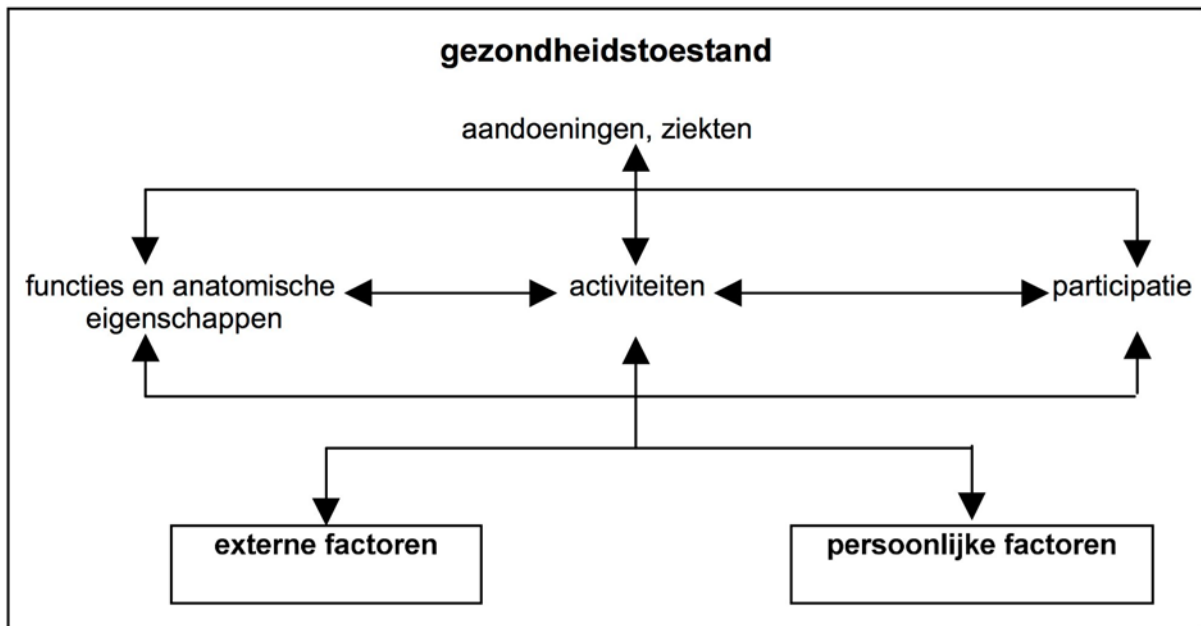 gezondheidstoestand
aandoeningen, ziekten
functies en anatomische
eigenschappen
activiteiten
participatie
externe factoren
persoonlijke factoren